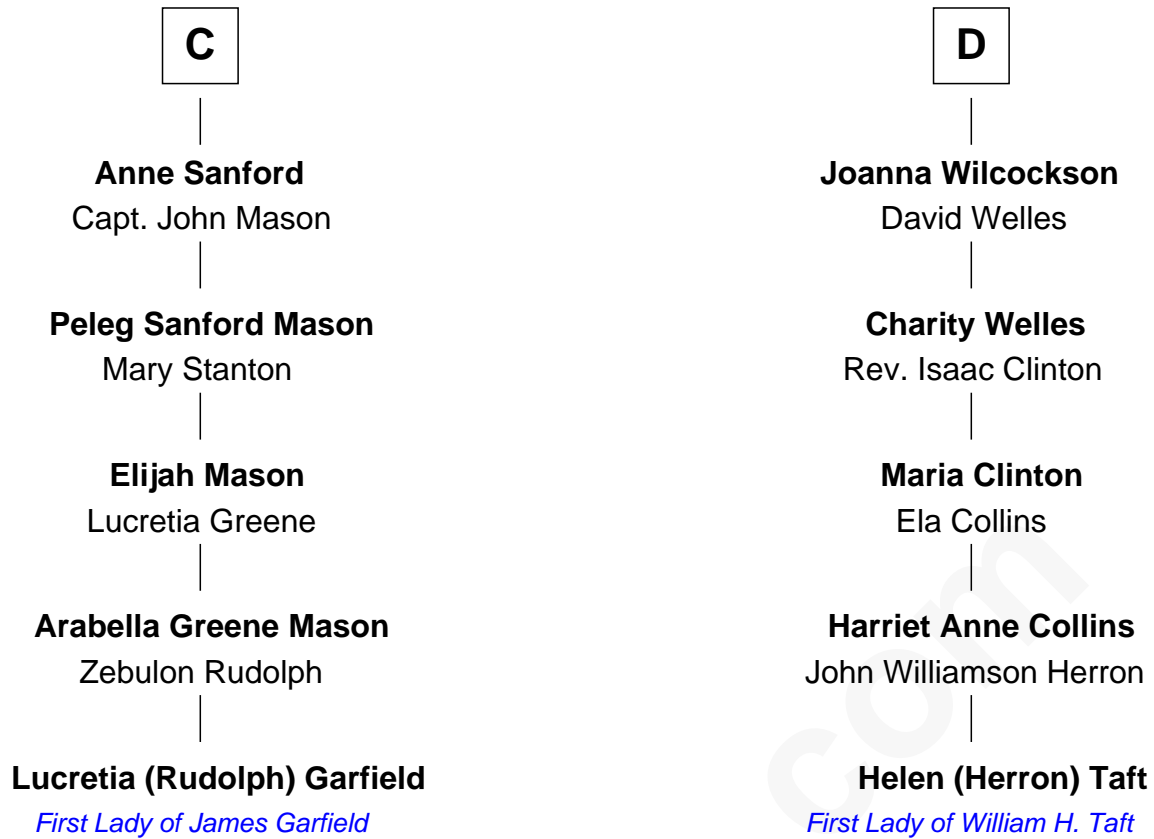 C
Anne Sanford
Capt. John Mason
Peleg Sanford Mason
Mary Stanton
Elijah Mason
Lucretia Greene
Arabella Greene Mason
Zebulon Rudolph
Lucretia (Rudolph) Garfield
First Lady of James Garfield
D
Joanna Wilcockson
David Welles
Charity Welles
Rev. Isaac Clinton
Maria Clinton
Ela Collins
Harriet Anne Collins
John Williamson Herron
Helen (Herron) Taft
First Lady of William H. Taft
com